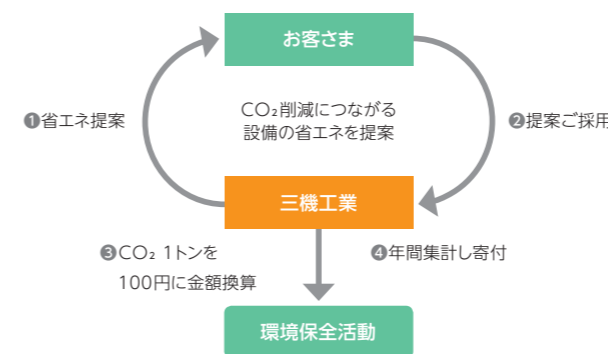 お客さま
❶省エネ提案
CO₂削減につながる
設備の省エネを提案
❷提案ご採用
三機工業
❸CO₂ 1トンを
100円に金額換算
❹年間集計し寄付
環境保全活動